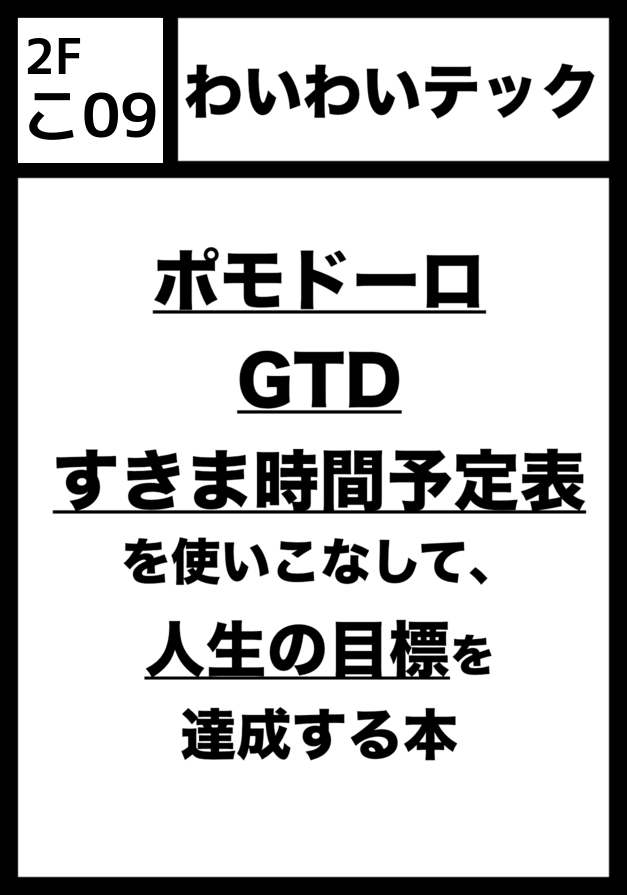 2F
こ09
わいわいテック
ポモドーロ
GTD
すきま時間予定表
を使いこなして、
人生の目標を
達成する本